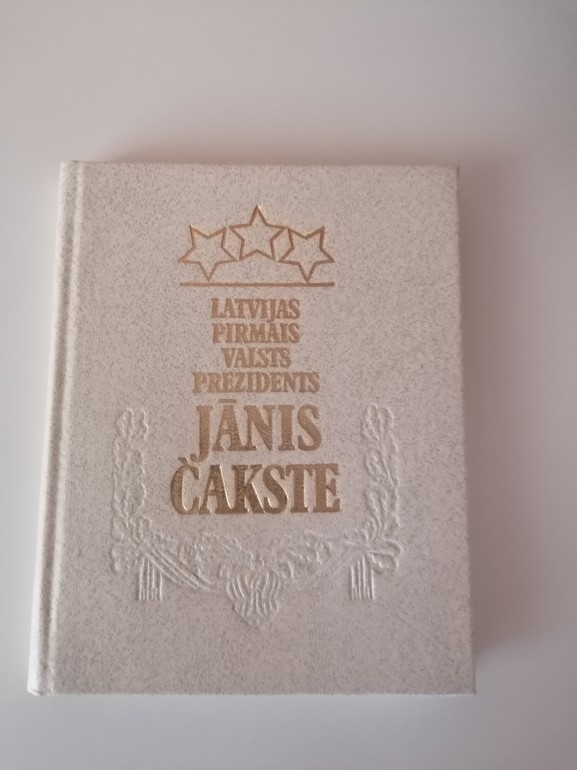 LATVIJAS
PIRMAIS
VALSTS
PREZIDENTS
JĀNIS
ČAKSTE